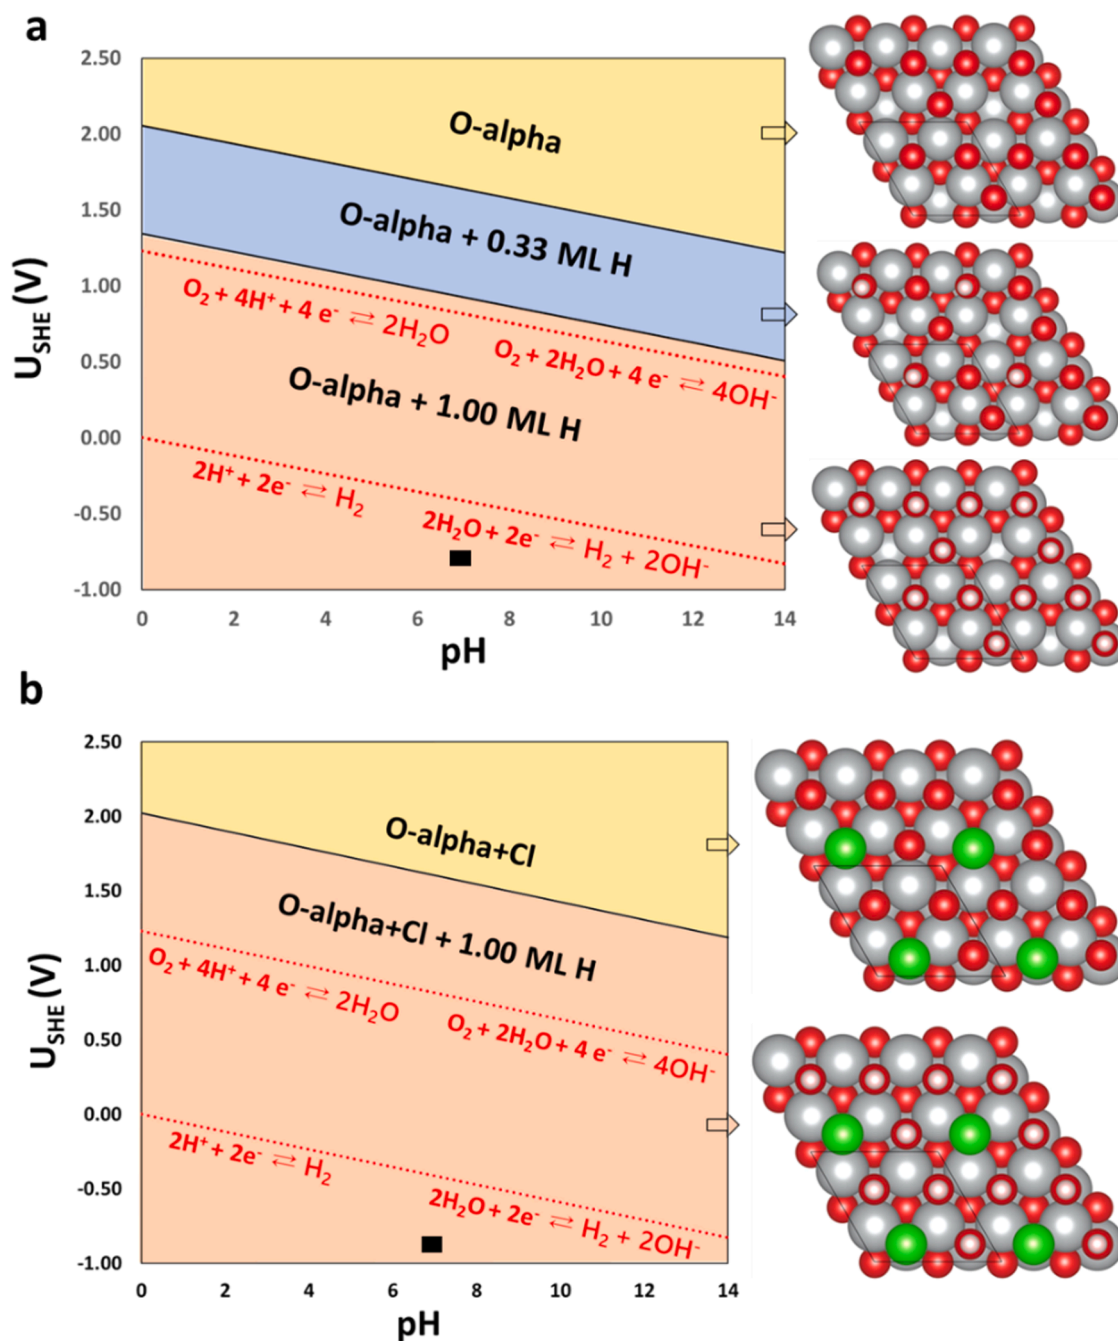 a
2.50
2.00
1.50
1.00
0.50
0.00
-0.50
-1.00
U_SHE (V)
O-alpha
O-alpha + 0.33 ML H
O₂ + 4H⁺ + 4 e⁻ ⇄ 2H₂O
O₂ + 2H₂O + 4 e⁻ ⇄ 4OH⁻
O-alpha + 1.00 ML H
2H⁺ + 2e⁻ ⇄ H₂
2H₂O + 2e⁻ ⇄ H₂ + 2OH⁻
0 2 4 6 8 10 12 14
pH
b
2.50
2.00
1.50
1.00
0.50
0.00
-0.50
-1.00
U_SHE (V)
O-alpha+Cl
O-alpha+Cl + 1.00 ML H
O₂ + 4H⁺ + 4 e⁻ ⇄ 2H₂O
O₂ + 2H₂O + 4 e⁻ ⇄ 4OH⁻
2H⁺ + 2e⁻ ⇄ H₂
2H₂O + 2e⁻ ⇄ H₂ + 2OH⁻
0 2 4 6 8 10 12 14
pH